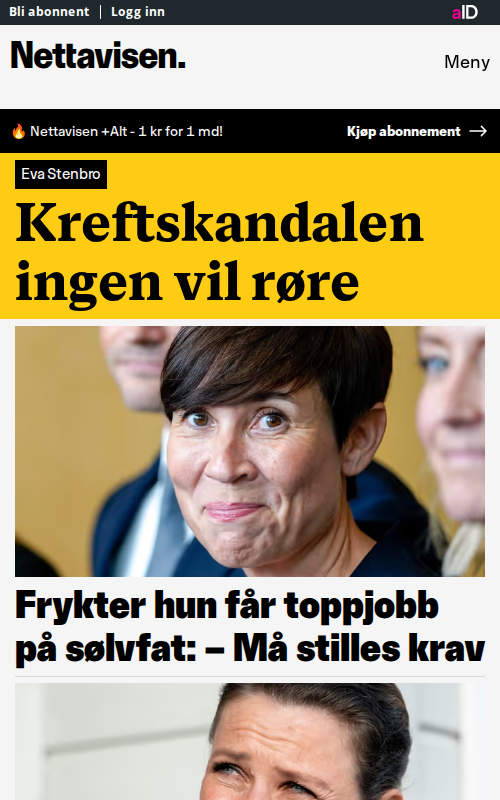 Bli abonnent | Logg inn
aID
Nettavisen.
Meny
🔥 Nettavisen +Alt - 1 kr for 1 md!
Kjøp abonnement →
Eva Stenbro
Kreftskandalen
ingen vil røre
Frykter hun får toppjobb
på sølvfat: – Må stilles krav